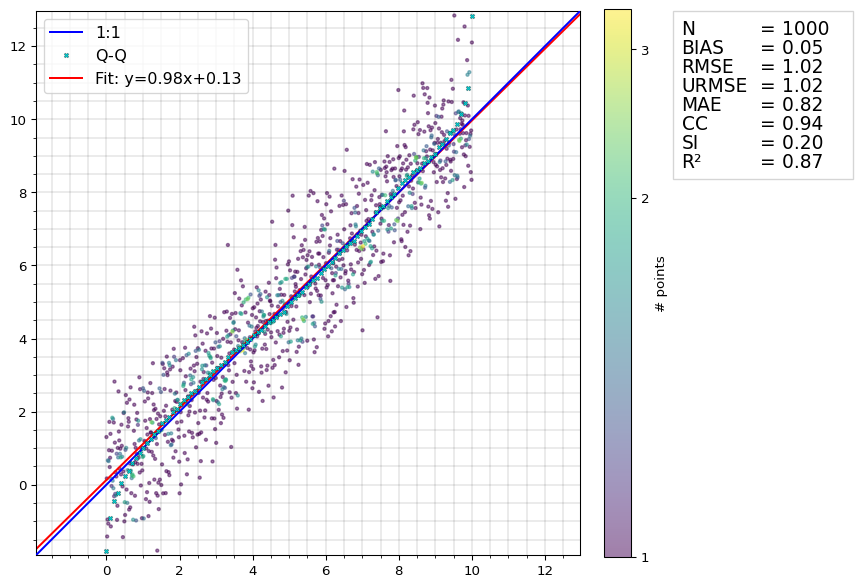 1:1
Q-Q
Fit: y=0.98x+0.13
12
10
8
6
4
2
0
0 2 4 6 8 10 12
3
2
1
# points
N = 1000
BIAS = 0.05
RMSE = 1.02
URMSE = 1.02
MAE = 0.82
CC = 0.94
SI = 0.20
R² = 0.87